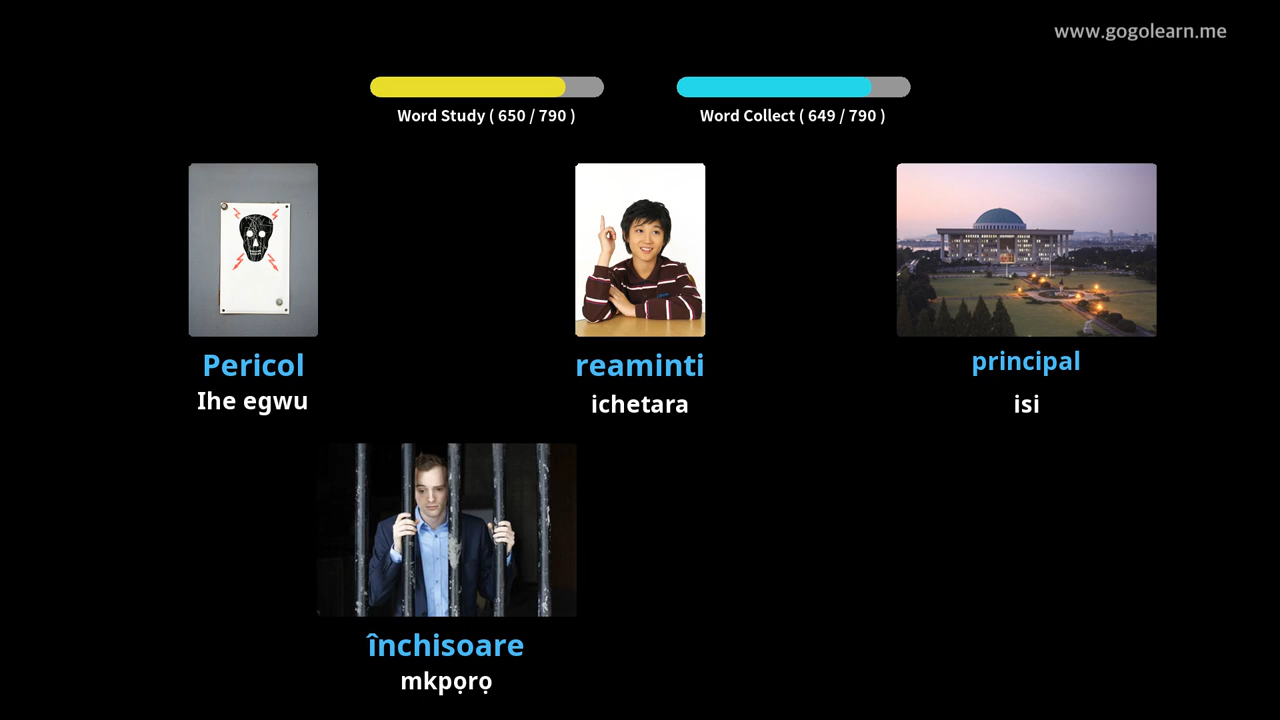 www.gogolearn.me
Word Study ( 650 / 790 )
Word Collect ( 649 / 790 )
Pericol
Ihe egwu
reaminti
ichetara
principal
isi
închisoare
mkpọrọ